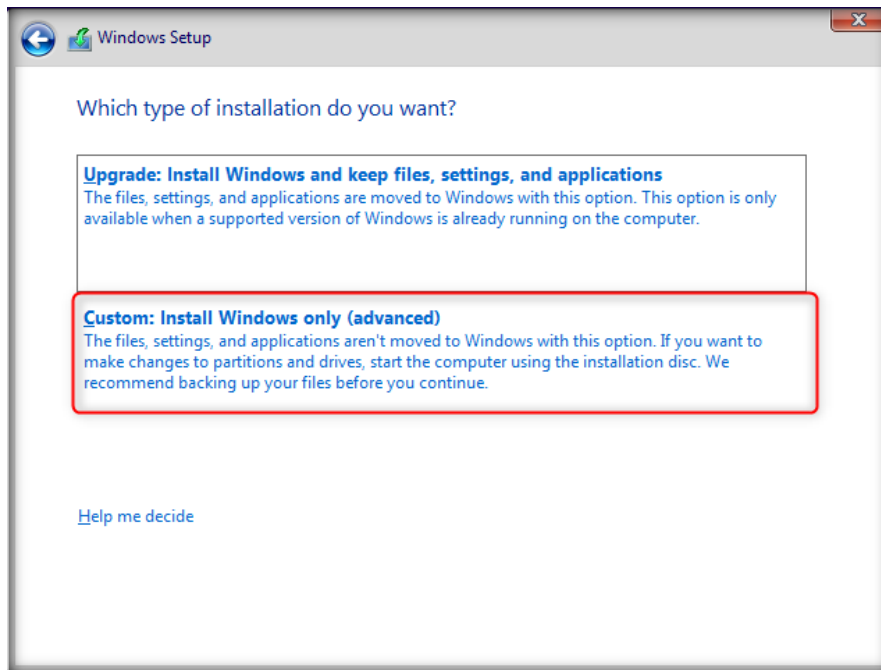 Windows Setup
Which type of installation do you want?
Upgrade: Install Windows and keep files, settings, and applications
The files, settings, and applications are moved to Windows with this option. This option is only
available when a supported version of Windows is already running on the computer.
Custom: Install Windows only (advanced)
The files, settings, and applications aren't moved to Windows with this option. If you want to
make changes to partitions and drives, start the computer using the installation disc. We
recommend backing up your files before you continue.
Help me decide